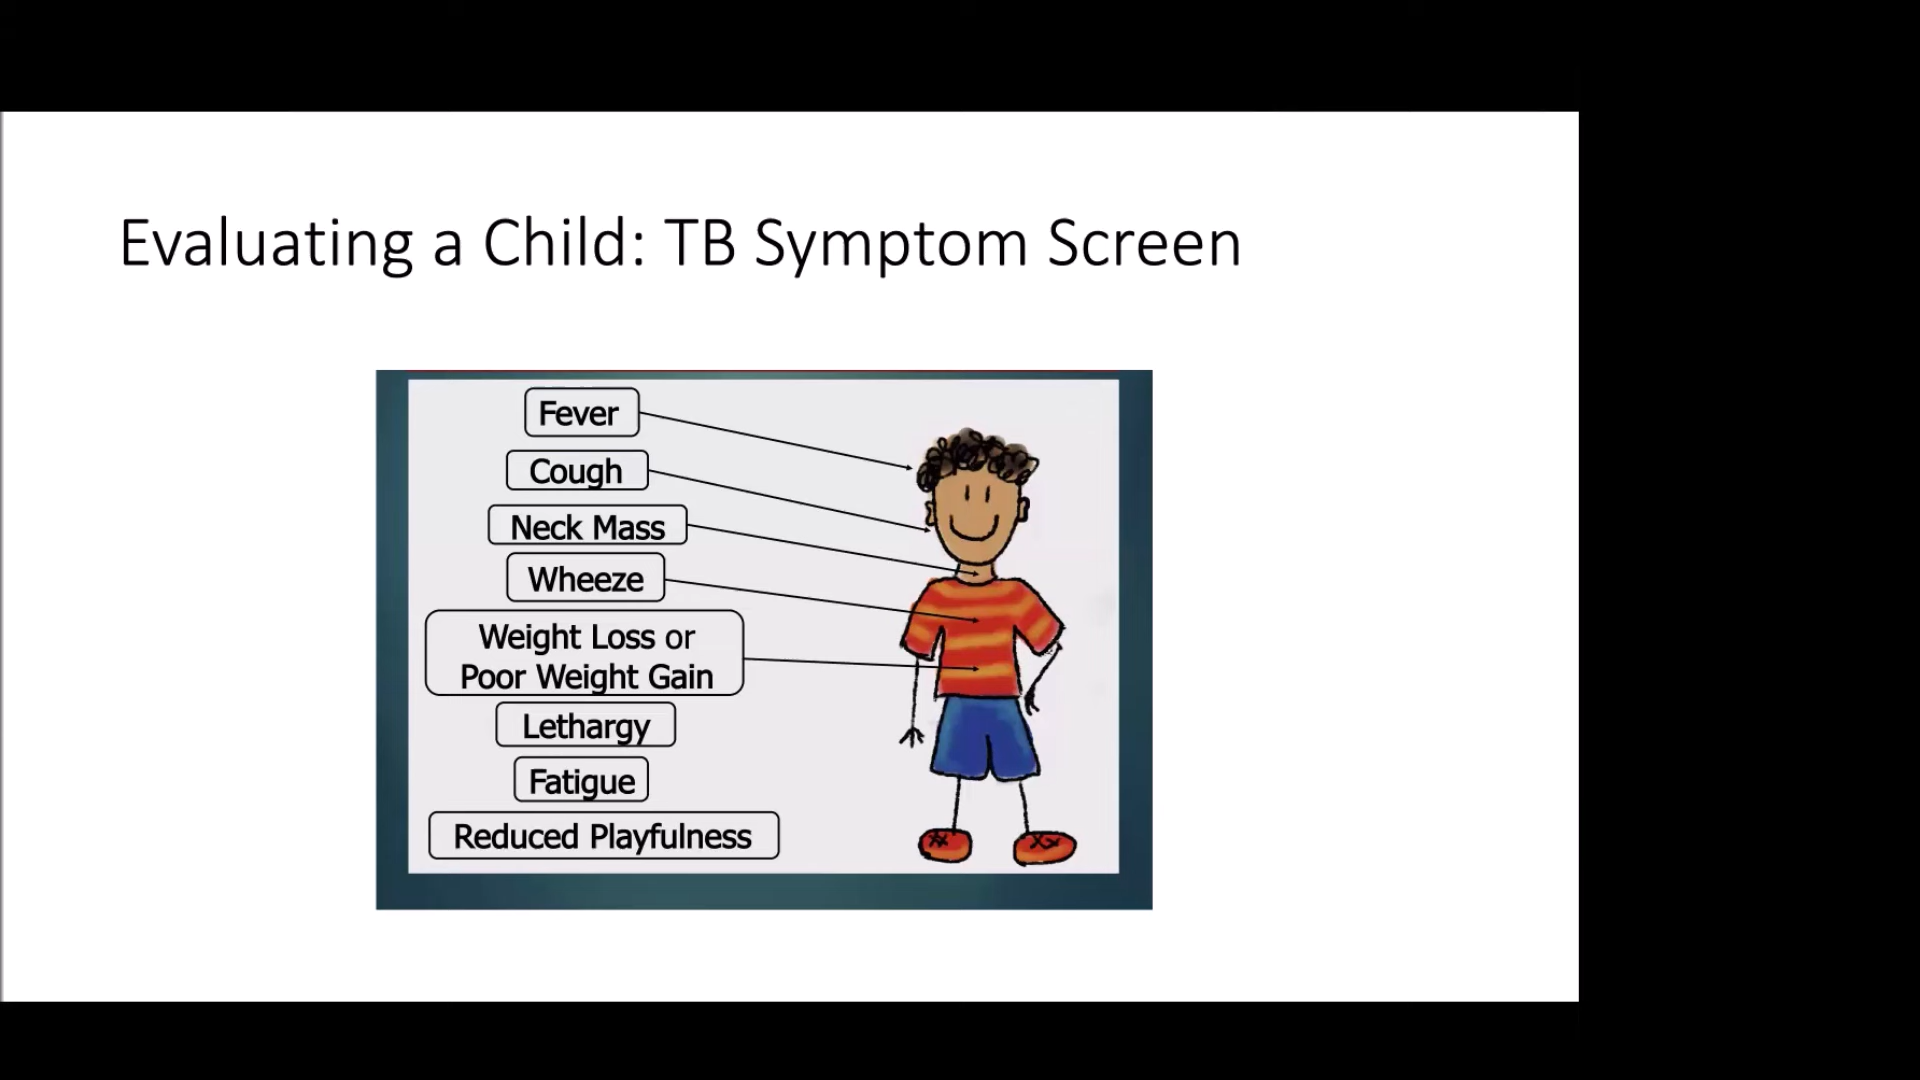 Evaluating a Child: TB Symptom Screen
Fever
Cough
Neck Mass
Wheeze
Weight Loss or
Poor Weight Gain
Lethargy
Fatigue
Reduced Playfulness